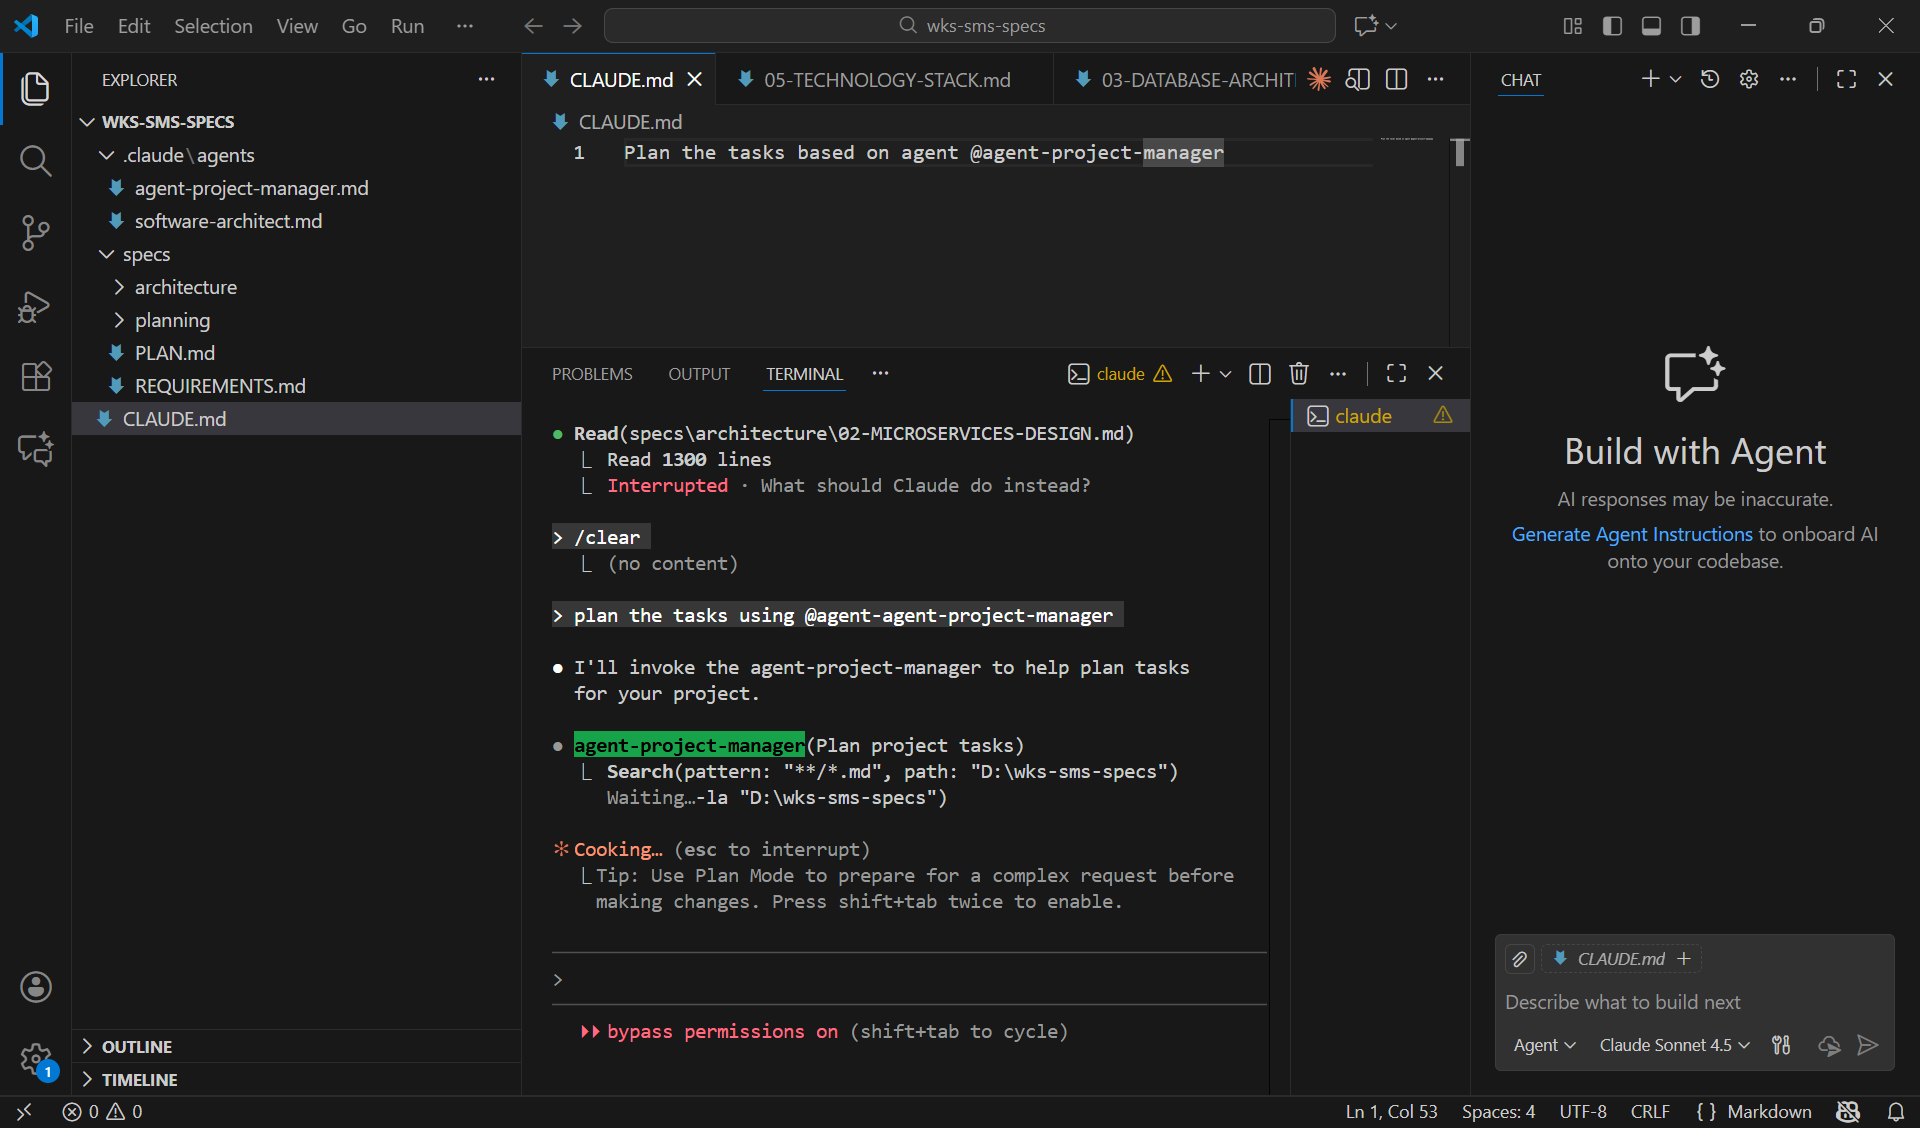 File Edit Selection View Go Run
wks-sms-specs
EXPLORER
WKS-SMS-SPECS
.claude\agents
agent-project-manager.md
software-architect.md
specs
architecture
planning
PLAN.md
REQUIREMENTS.md
CLAUDE.md
OUTLINE
TIMELINE
1
CLAUDE.md
05-TECHNOLOGY-STACK.md
03-DATABASE-ARCHIT
CLAUDE.md
1 Plan the tasks based on agent @agent-project-manager
PROBLEMS OUTPUT TERMINAL
claude
claude
Read(specs\architecture\02-MICROSERVICES-DESIGN.md)
Read 1300 lines
Interrupted · What should Claude do instead?
> /clear
(no content)
> plan the tasks using @agent-agent-project-manager
I'll invoke the agent-project-manager to help plan tasks
for your project.
agent-project-manager(Plan project tasks)
Search(pattern: "**/*.md", path: "D:\wks-sms-specs")
Waiting…-la "D:\wks-sms-specs")
Cooking… (esc to interrupt)
Tip: Use Plan Mode to prepare for a complex request before
making changes. Press shift+tab twice to enable.
>
bypass permissions on (shift+tab to cycle)
CHAT
Build with Agent
AI responses may be inaccurate.
Generate Agent Instructions to onboard AI
onto your codebase.
CLAUDE.md
Describe what to build next
Agent Claude Sonnet 4.5
0 0
Ln 1, Col 53 Spaces: 4 UTF-8 CRLF { } Markdown